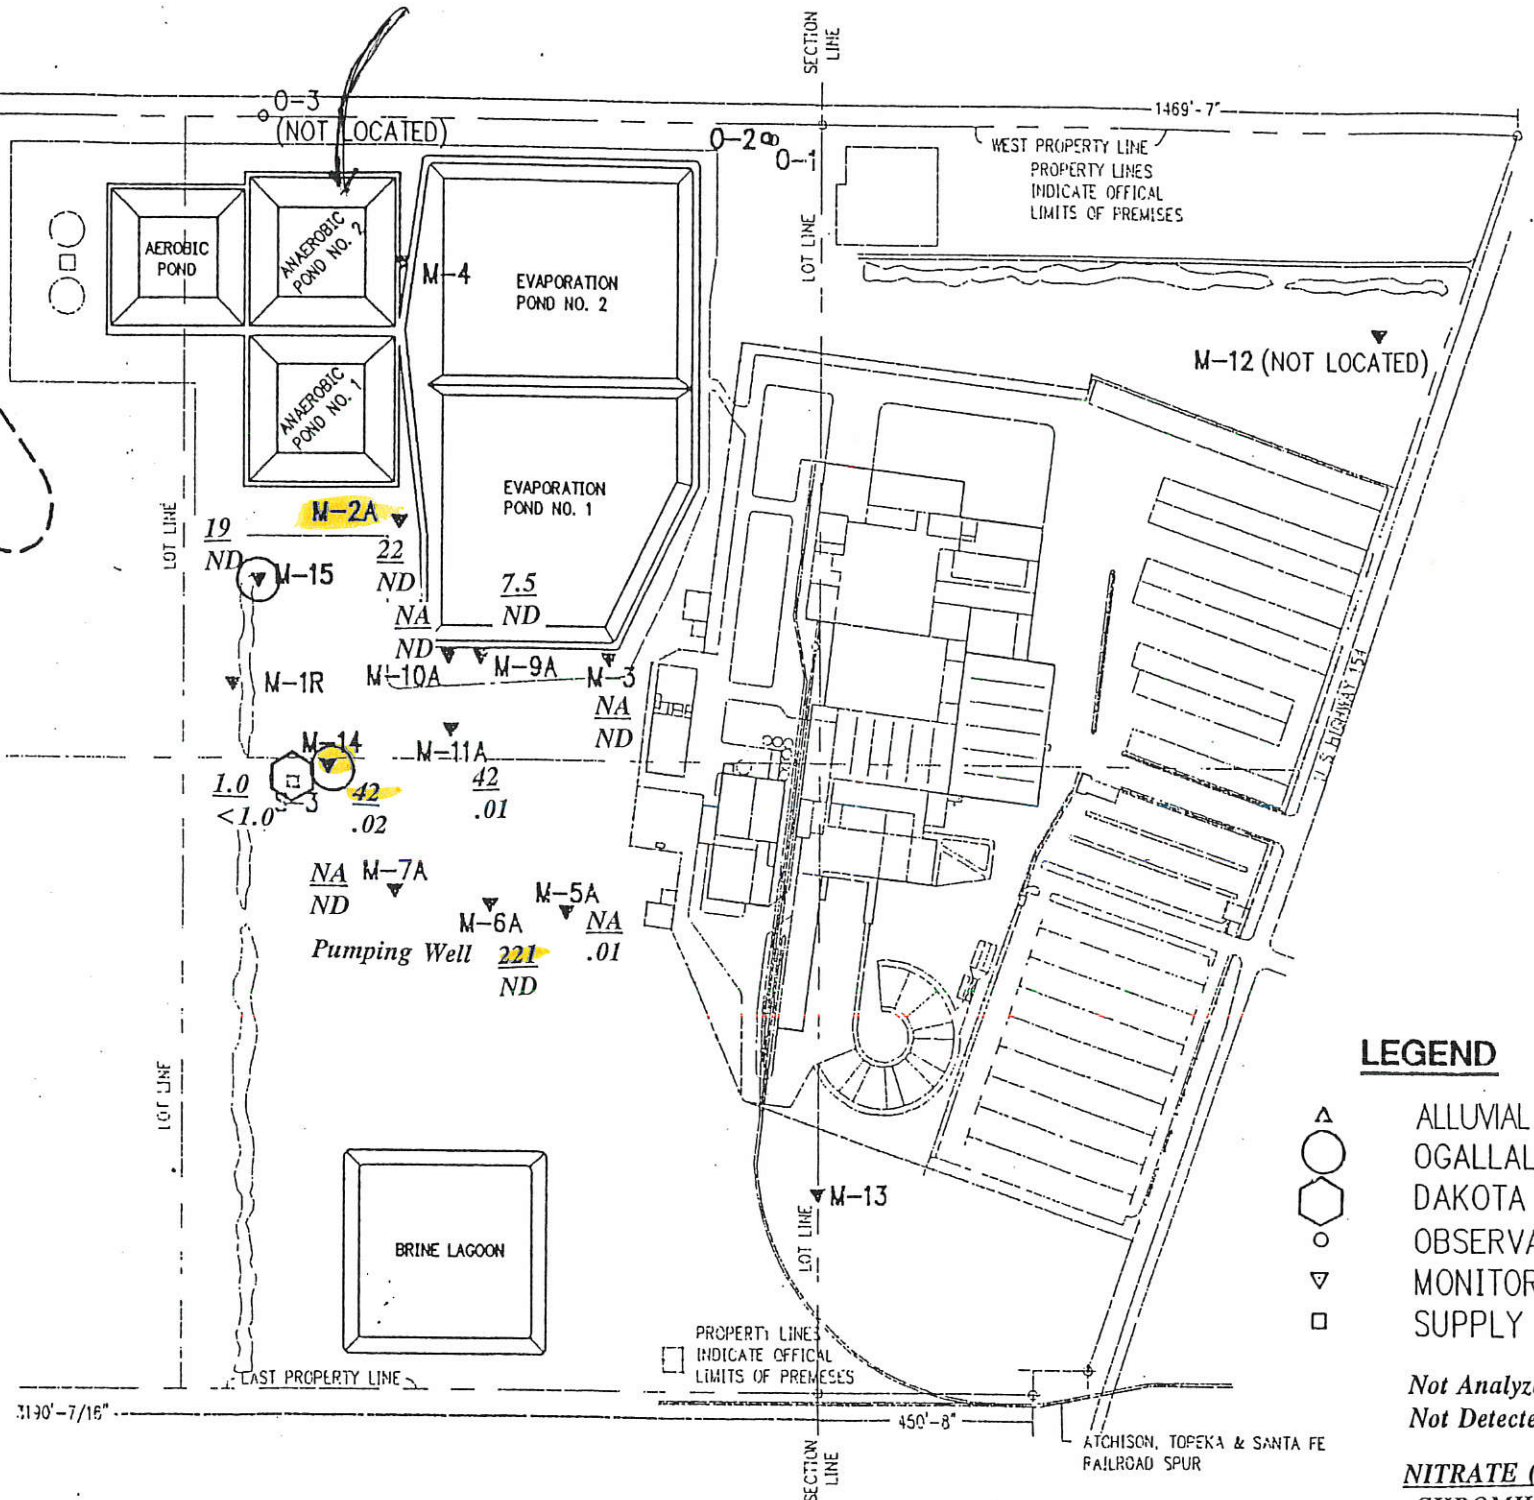 SECTION
LINE
O-3
(NOT LOCATED)
1469'-7"
O-2
O-1
WEST PROPERTY LINE
PROPERTY LINES
INDICATE OFFICAL
LIMITS OF PREMISES
LOT LINE
AEROBIC
POND
ANAEROBIC
POND NO. 2
M-4
EVAPORATION
POND NO. 2
M-12 (NOT LOCATED)
ANAEROBIC
POND NO. 1
EVAPORATION
POND NO. 1
LOT LINE
M-2A
19
ND
22
ND
M-15
7.5
ND
NA
ND
M-1R
M-10A
M-9A
M-3
NA
ND
U.S. HIGHWAY 154
M-14
M-11A
1.0
<1.0
S-3
42
.02
42
.01
NA
ND
M-7A
M-5A
M-6A
NA
.01
Pumping Well
221
ND
LOT LINE
LEGEND
ALLUVIAL
OGALLAL
DAKOTA
OBSERVA
MONITOR
SUPPLY
M-13
LOT LINE
BRINE LAGOON
PROPERTY LINES
INDICATE OFFICAL
LIMITS OF PREMESES
EAST PROPERTY LINE
3190'-7/16"
450'-8"
ATCHISON, TOPEKA & SANTA FE
RAILROAD SPUR
SECTION
LINE
Not Analyz
Not Detecte
NITRATE (